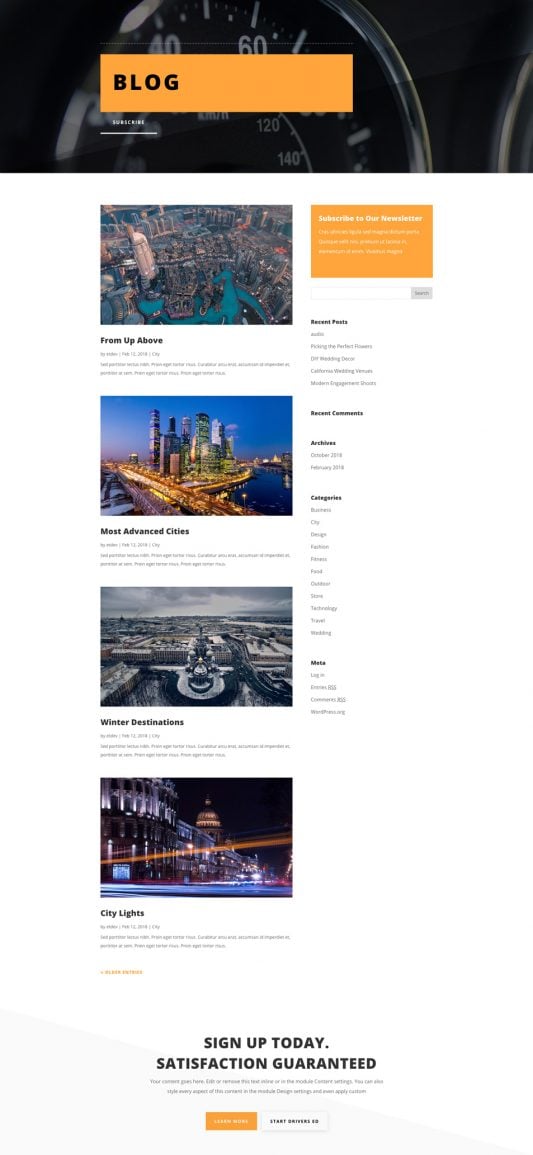 60
BLOG
km/h
SUBSCRIBE
120
140
Subscribe to Our Newsletter
Cras ultricies ligula sed magna dictum porta.
Quisque velit nisi, pretium ut lacinia in,
elementum id enim. Vivamus magna
Search
From Up Above
by etdev | Feb 12, 2018 | City
Sed porttitor lectus nibh. Proin eget tortor risus. Curabitur arcu erat, accumsan id imperdiet et,
porttitor at sem. Proin eget tortor risus. Proin eget tortor risus.
Most Advanced Cities
by etdev | Feb 12, 2018 | City
Sed porttitor lectus nibh. Proin eget tortor risus. Curabitur arcu erat, accumsan id imperdiet et,
porttitor at sem. Proin eget tortor risus. Proin eget tortor risus.
Winter Destinations
by etdev | Feb 12, 2018 | City
Sed porttitor lectus nibh. Proin eget tortor risus. Curabitur arcu erat, accumsan id imperdiet et,
porttitor at sem. Proin eget tortor risus. Proin eget tortor risus.
City Lights
by etdev | Feb 12, 2018 | City
Sed porttitor lectus nibh. Proin eget tortor risus. Curabitur arcu erat, accumsan id imperdiet et,
porttitor at sem. Proin eget tortor risus. Proin eget tortor risus.
« OLDER ENTRIES
Recent Posts
audio
Picking the Perfect Flowers
DIY Wedding Decor
California Wedding Venues
Modern Engagement Shoots
Recent Comments
Archives
October 2018
February 2018
Categories
Business
City
Design
Fashion
Fitness
Food
Outdoor
Store
Technology
Travel
Wedding
Meta
Log in
Entries RSS
Comments RSS
WordPress.org
SIGN UP TODAY.
SATISFACTION GUARANTEED
Your content goes here. Edit or remove this text inline or in the module Content settings. You can also
style every aspect of this content in the module Design settings and even apply custom
LEARN MORE
START DRIVERS ED